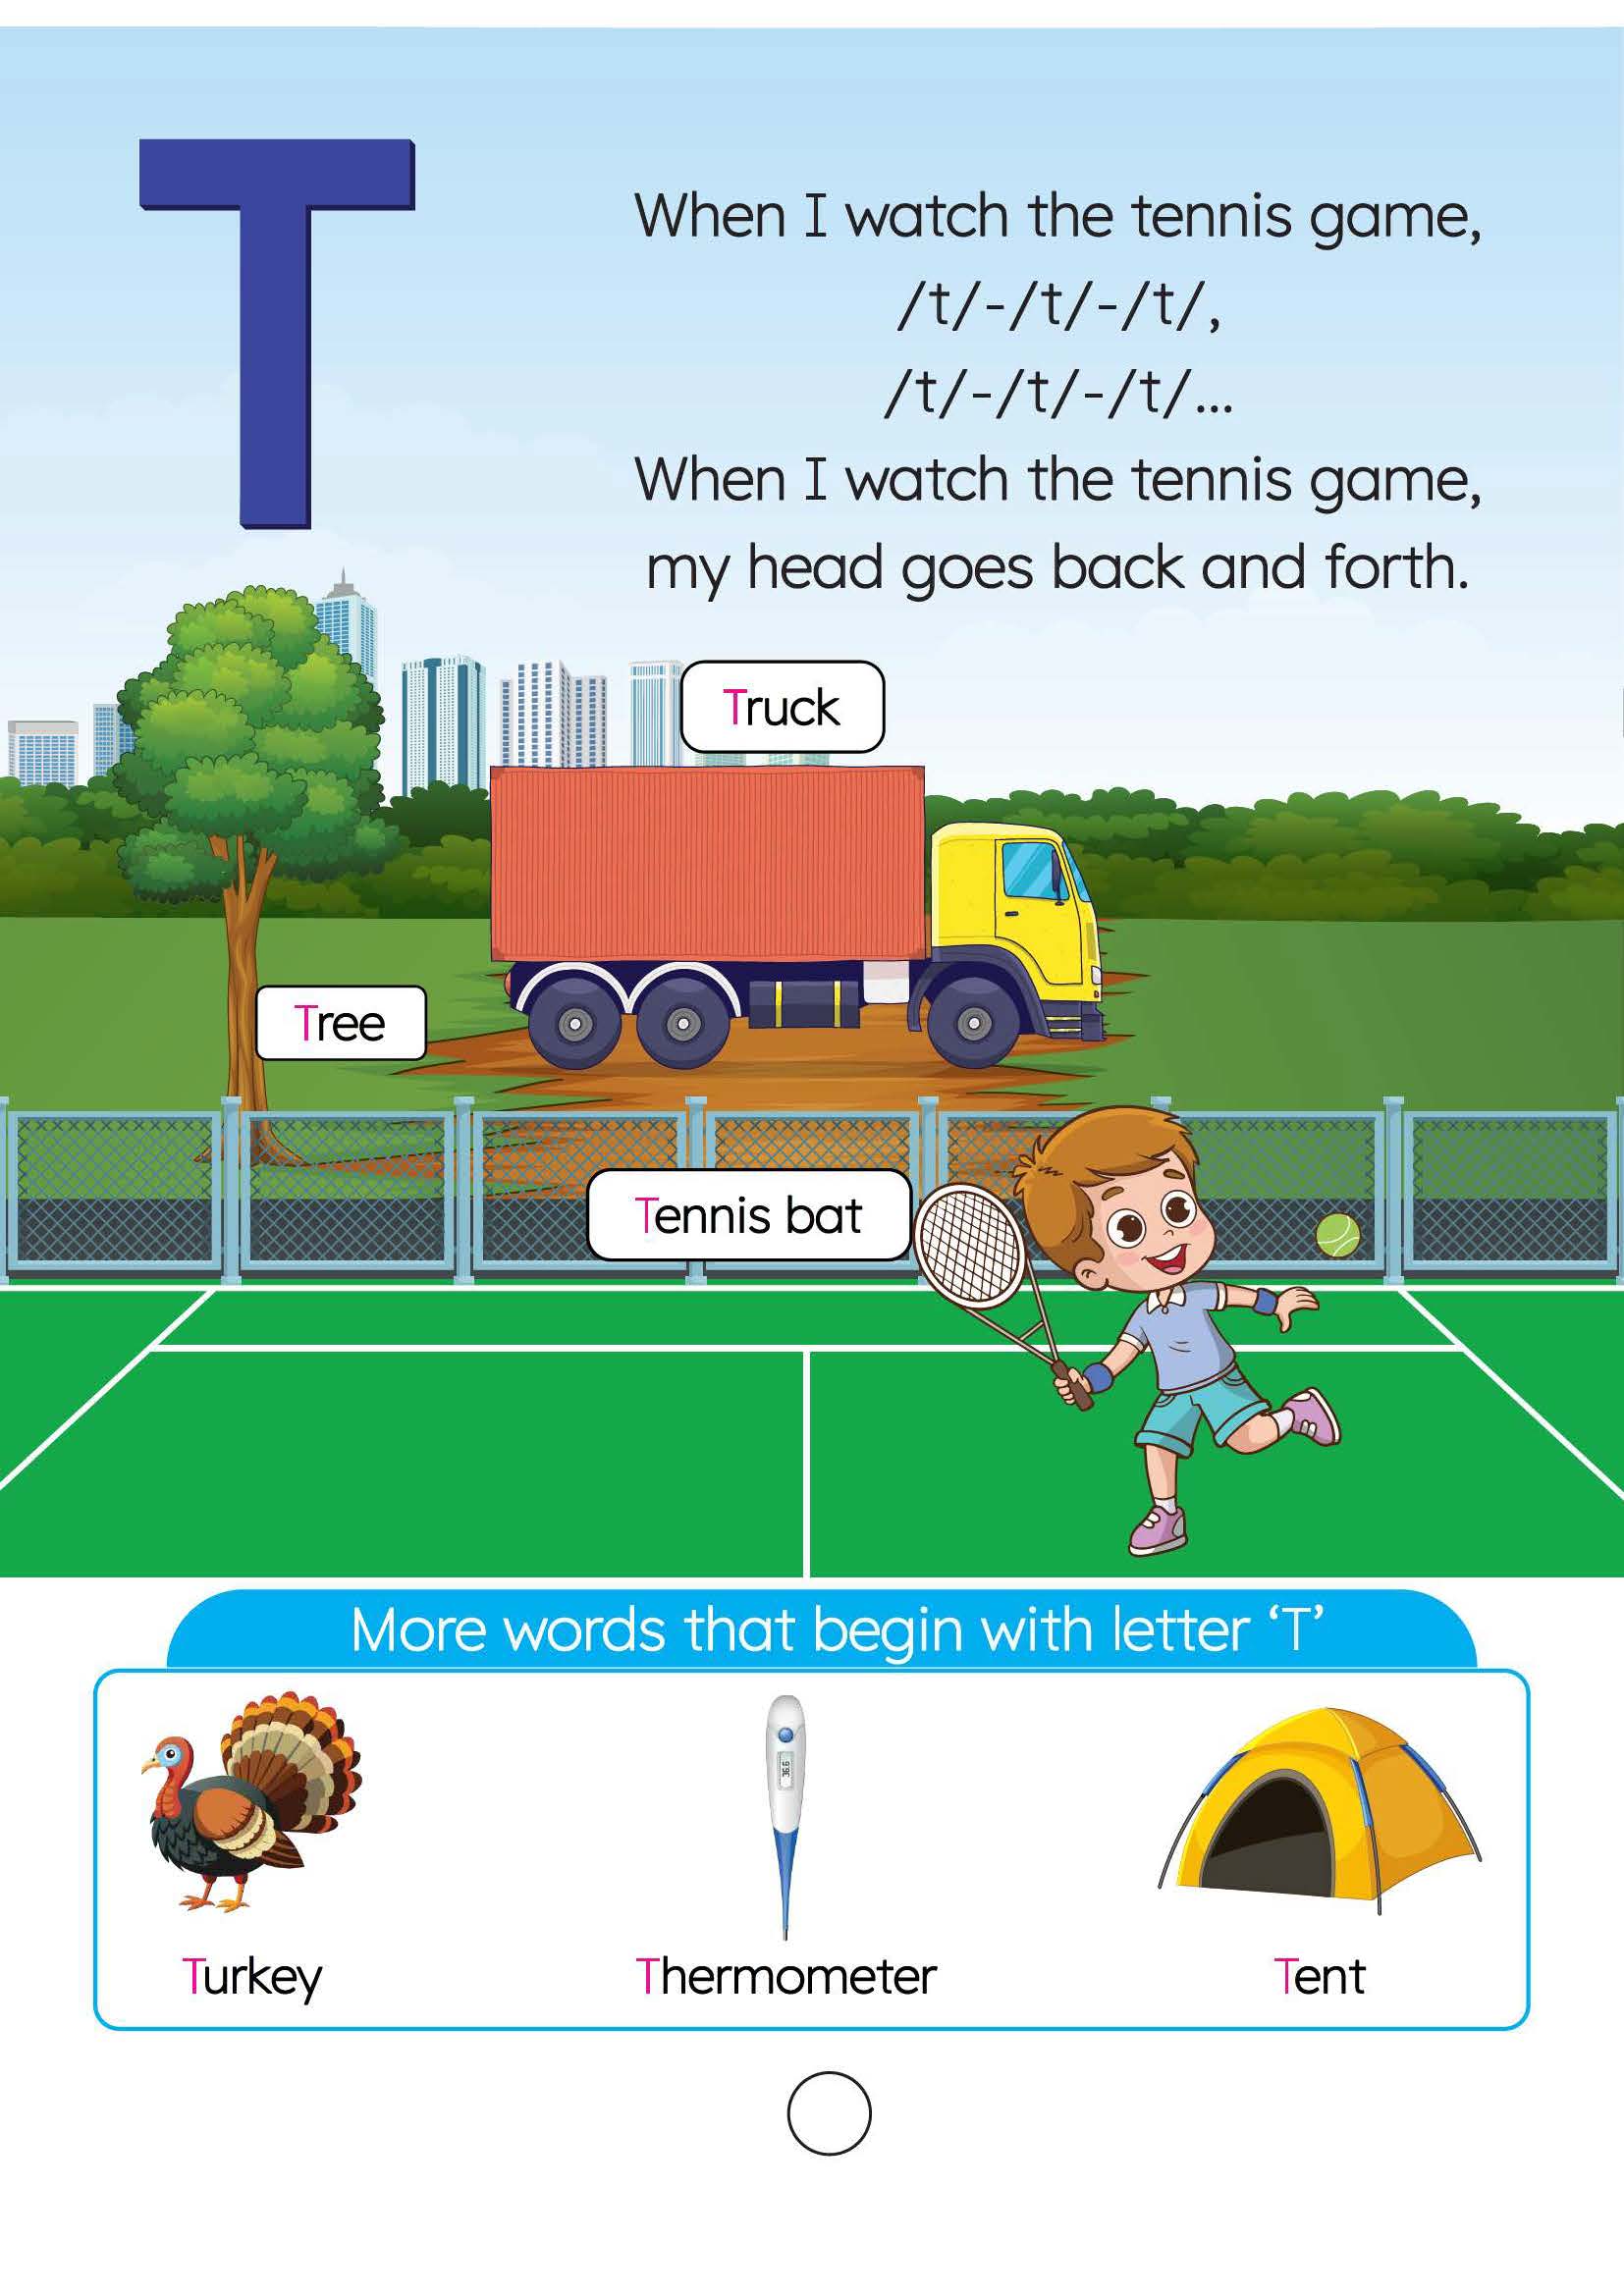 T
When I watch the tennis game,
/t/-/t/-/t/,
/t/-/t/-/t/...
When I watch the tennis game,
my head goes back and forth.
Truck
Tree
Tennis bat
More words that begin with letter ‘T’
36.6
Turkey
Thermometer
Tent